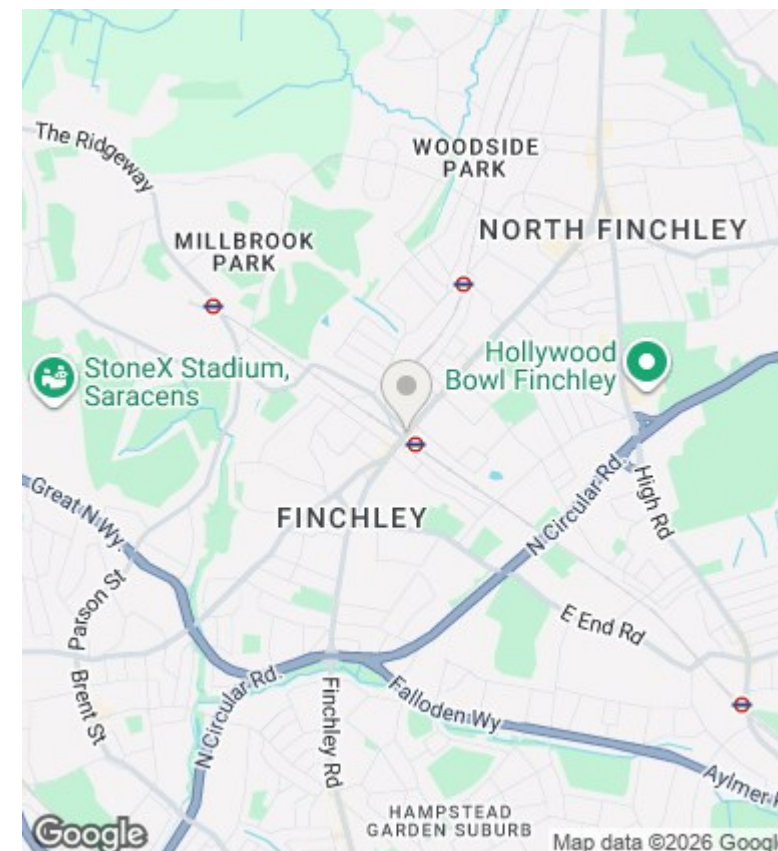 The Ridgeway
WOODSIDE
PARK
NORTH FINCHLEY
MILLBROOK
PARK
StoneX Stadium,
Saracens
Hollywood
Bowl Finchley
Great N Wy.
FINCHLEY
N Circular Rd.
High Rd
Parson St
E End Rd
Brent St
N Circular Rd.
Finchley Rd
Falloden Wy
Aylmer
HAMPSTEAD
GARDEN SUBURB
Google
Map data ©2026 Googl